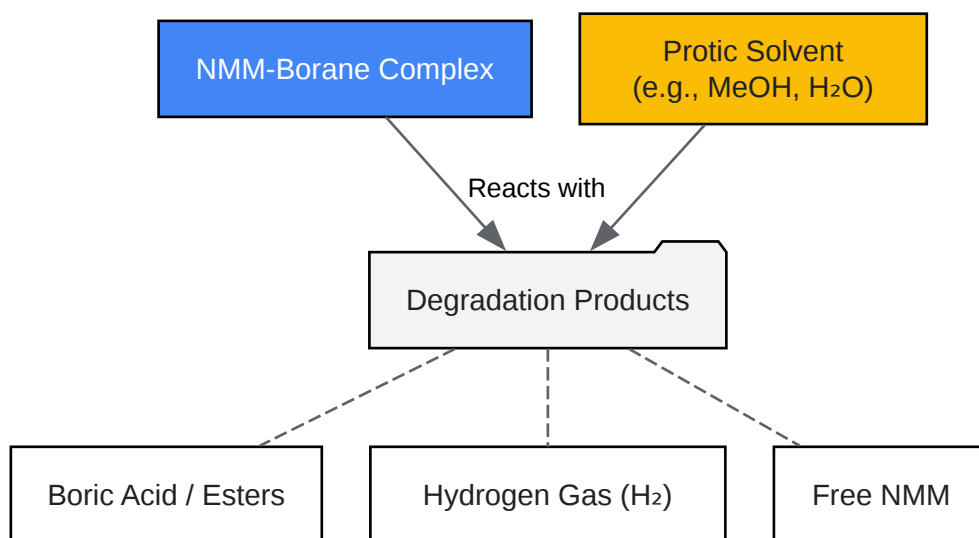 NMM-Borane Complex
Protic Solvent
(e.g., MeOH, H₂O)
Reacts with
Degradation Products
Boric Acid / Esters
Hydrogen Gas (H₂)
Free NMM